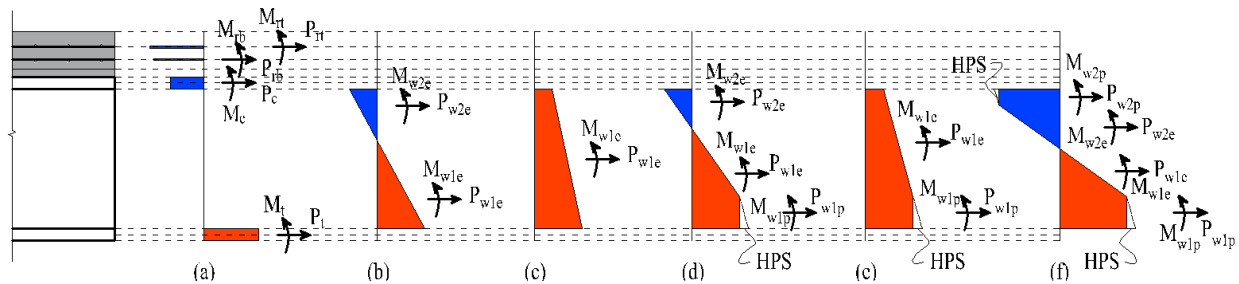 M_rt
P_rt
M_rb
P_rb
P_c
M_c
M_t
P_t
(a)
M_w2e
P_w2e
M_w1e
P_w1e
(b)
M_w1e
P_w1e
(c)
M_w2e
P_w2e
M_w1e
P_w1e
M_w1p
P_w1p
HPS
(d)
M_w1e
P_w1e
M_w1p
P_w1p
HPS
(e)
HPS
M_w2p
P_w2p
P_w2e
M_w2e
P_w1e
M_w1e
M_w1p
P_w1p
HPS
(f)